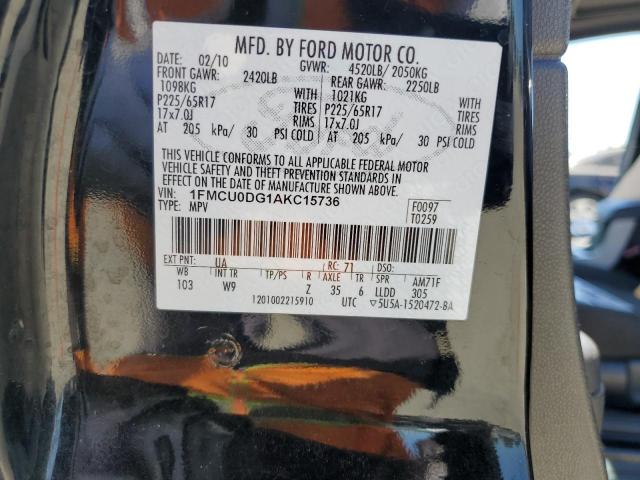 MFD. BY FORD MOTOR CO.
DATE: 02/10 GVWR: 4520LB/ 2050KG
FRONT GAWR: 2420LB REAR GAWR: 2250LB
1098KG WITH 1021KG WITH
P225/65R17 TIRES P225/65R17 TIRES
17x7.0J RIMS 17x7.0J RIMS
AT 205 kPa/ 30 PSI COLD AT 205 kPa/ 30 PSI COLD
THIS VEHICLE CONFORMS TO ALL APPLICABLE FEDERAL MOTOR
VEHICLE SAFETY AND THEFT PREVENTION STANDARDS IN
EFFECT ON THE DATE OF MANUFACTURE SHOWN ABOVE.
VIN: 1FMCU0DG1AKC15736 F0097
TYPE: MPV T0259
EXT PNT: UA RC: 71 DSO:
WB INT TR TP/PS R AXLE TR SPR AM71F
103 W9 Z 35 6 LLDD 305
1201002215910 UTC ▽5U5A-1520472-BA